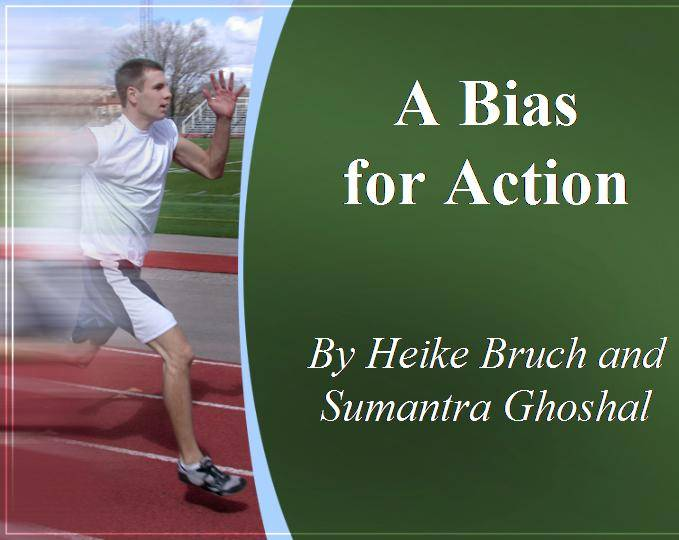 A Bias
for Action
By Heike Bruch and
Sumantra Ghoshal